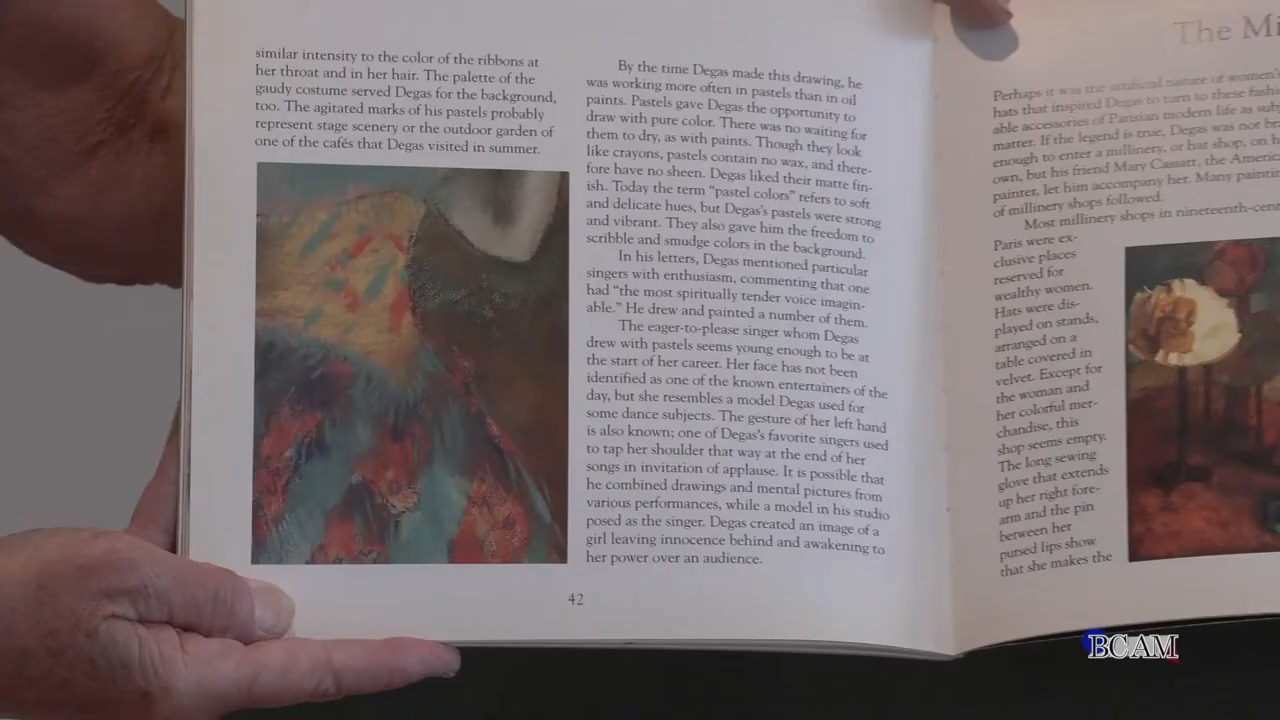 similar intensity to the color of the ribbons at
her throat and in her hair. The palette of the
gaudy costume served Degas for the background,
too. The agitated marks of his pastels probably
represent stage scenery or the outdoor garden of
one of the cafés that Degas visited in summer.
By the time Degas made this drawing, he
was working more often in pastels than in oil
paints. Pastels gave Degas the opportunity to
draw with pure color. There was no waiting for
them to dry, as with paints. Though they look
like crayons, pastels contain no wax, and there-
fore have no sheen. Degas liked their matte fin-
ish. Today the term “pastel colors” refers to soft
and delicate hues, but Degas's pastels were strong
and vibrant. They also gave him the freedom to
scribble and smudge colors in the background.
In his letters, Degas mentioned particular
singers with enthusiasm, commenting that one
had “the most spiritually tender voice imagin-
able.” He drew and painted a number of them.
The eager-to-please singer whom Degas
drew with pastels seems young enough to be at
the start of her career. Her face has not been
identified as one of the known entertainers of the
day, but she resembles a model Degas used for
some dance subjects. The gesture of her left hand
is also known; one of Degas's favorite singers used
to tap her shoulder that way at the end of her
songs in invitation of applause. It is possible that
he combined drawings and mental pictures from
various performances, while a model in his studio
posed as the singer. Degas created an image of a
girl leaving innocence behind and awakening to
her power over an audience.
42
The Mi
Perhaps it was the artificial nature of women's
hats that inspired Degas to turn to these fashi
able accessories of Parisian modern life as sub
matter. If the legend is true, Degas was not br
enough to enter a millinery, or hat shop, on h
own, but his friend Mary Cassatt, the Americ
painter, let him accompany her. Many painti
of millinery shops followed.
Most millinery shops in nineteenth-cent
Paris were ex-
clusive places
reserved for
wealthy women.
Hats were dis-
played on stands,
arranged on a
table covered in
velvet. Except for
the woman and
her colorful mer-
chandise, this
shop seems empty.
The long sewing
glove that extends
up her right fore-
arm and the pin
between her
pursed lips show
that she makes the
BCAM